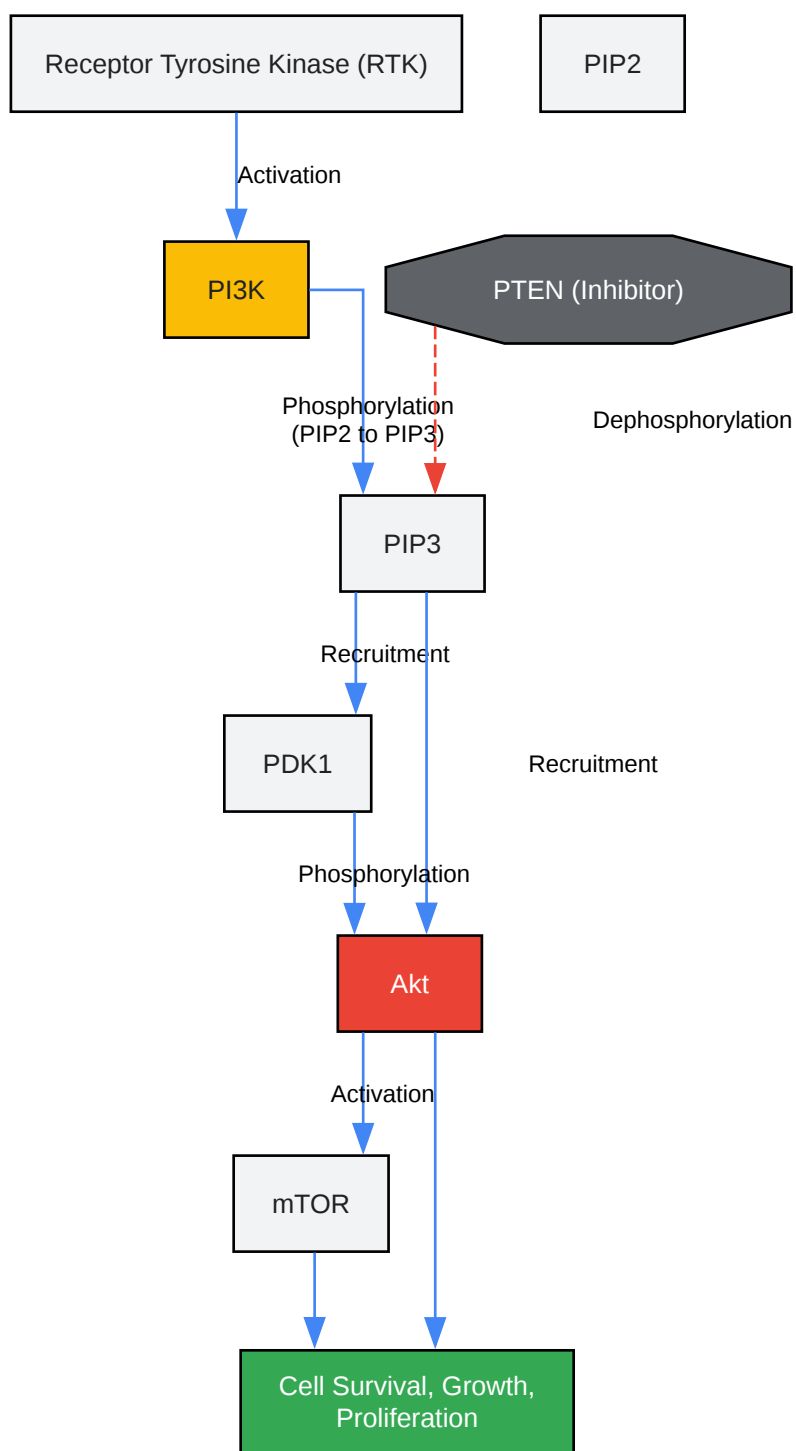 Receptor Tyrosine Kinase (RTK)
PIP2
Activation
PI3K
PTEN (Inhibitor)
Phosphorylation
(PIP2 to PIP3)
Dephosphorylation
PIP3
Recruitment
PDK1
Recruitment
Phosphorylation
Akt
Activation
mTOR
Cell Survival, Growth,
Proliferation